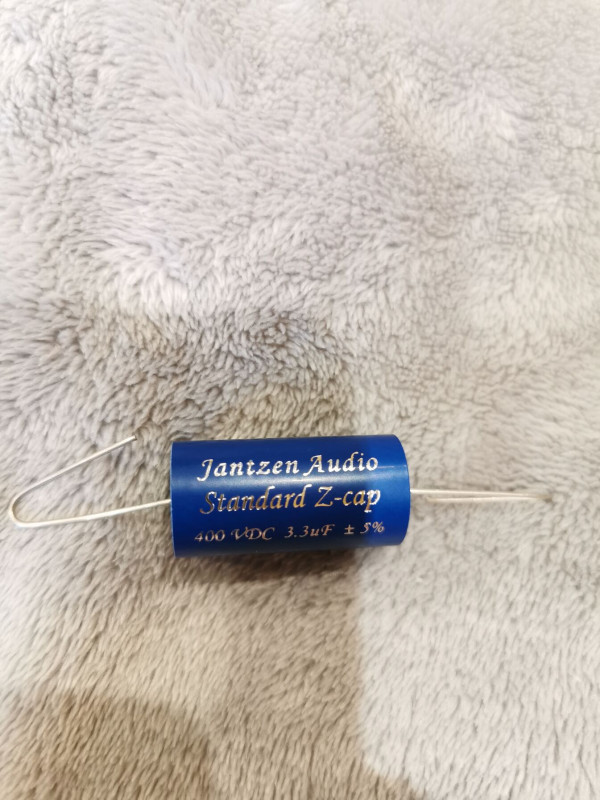 Jantzen Audio
Standard Z-cap
400 VDC 3.3uF ± 5%